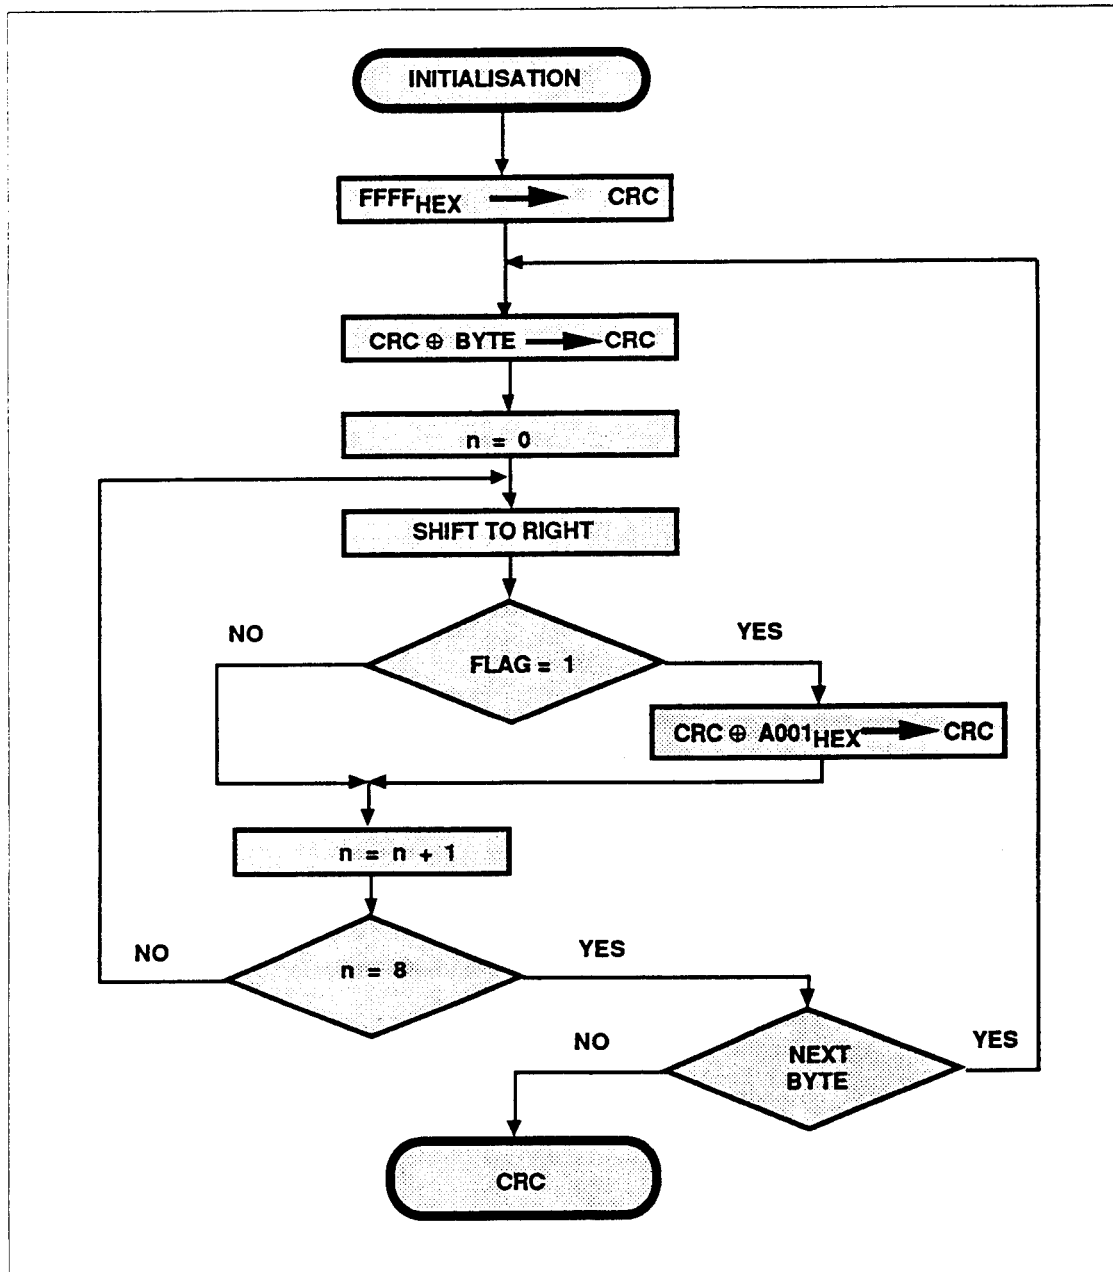 INITIALISATION
FFFFHEX CRC
CRC ⊕ BYTE CRC
n = 0
SHIFT TO RIGHT
NO
YES
FLAG = 1
CRC ⊕ A001HEX CRC
n = n + 1
NO
n = 8
YES
NO
NEXT
BYTE
YES
CRC